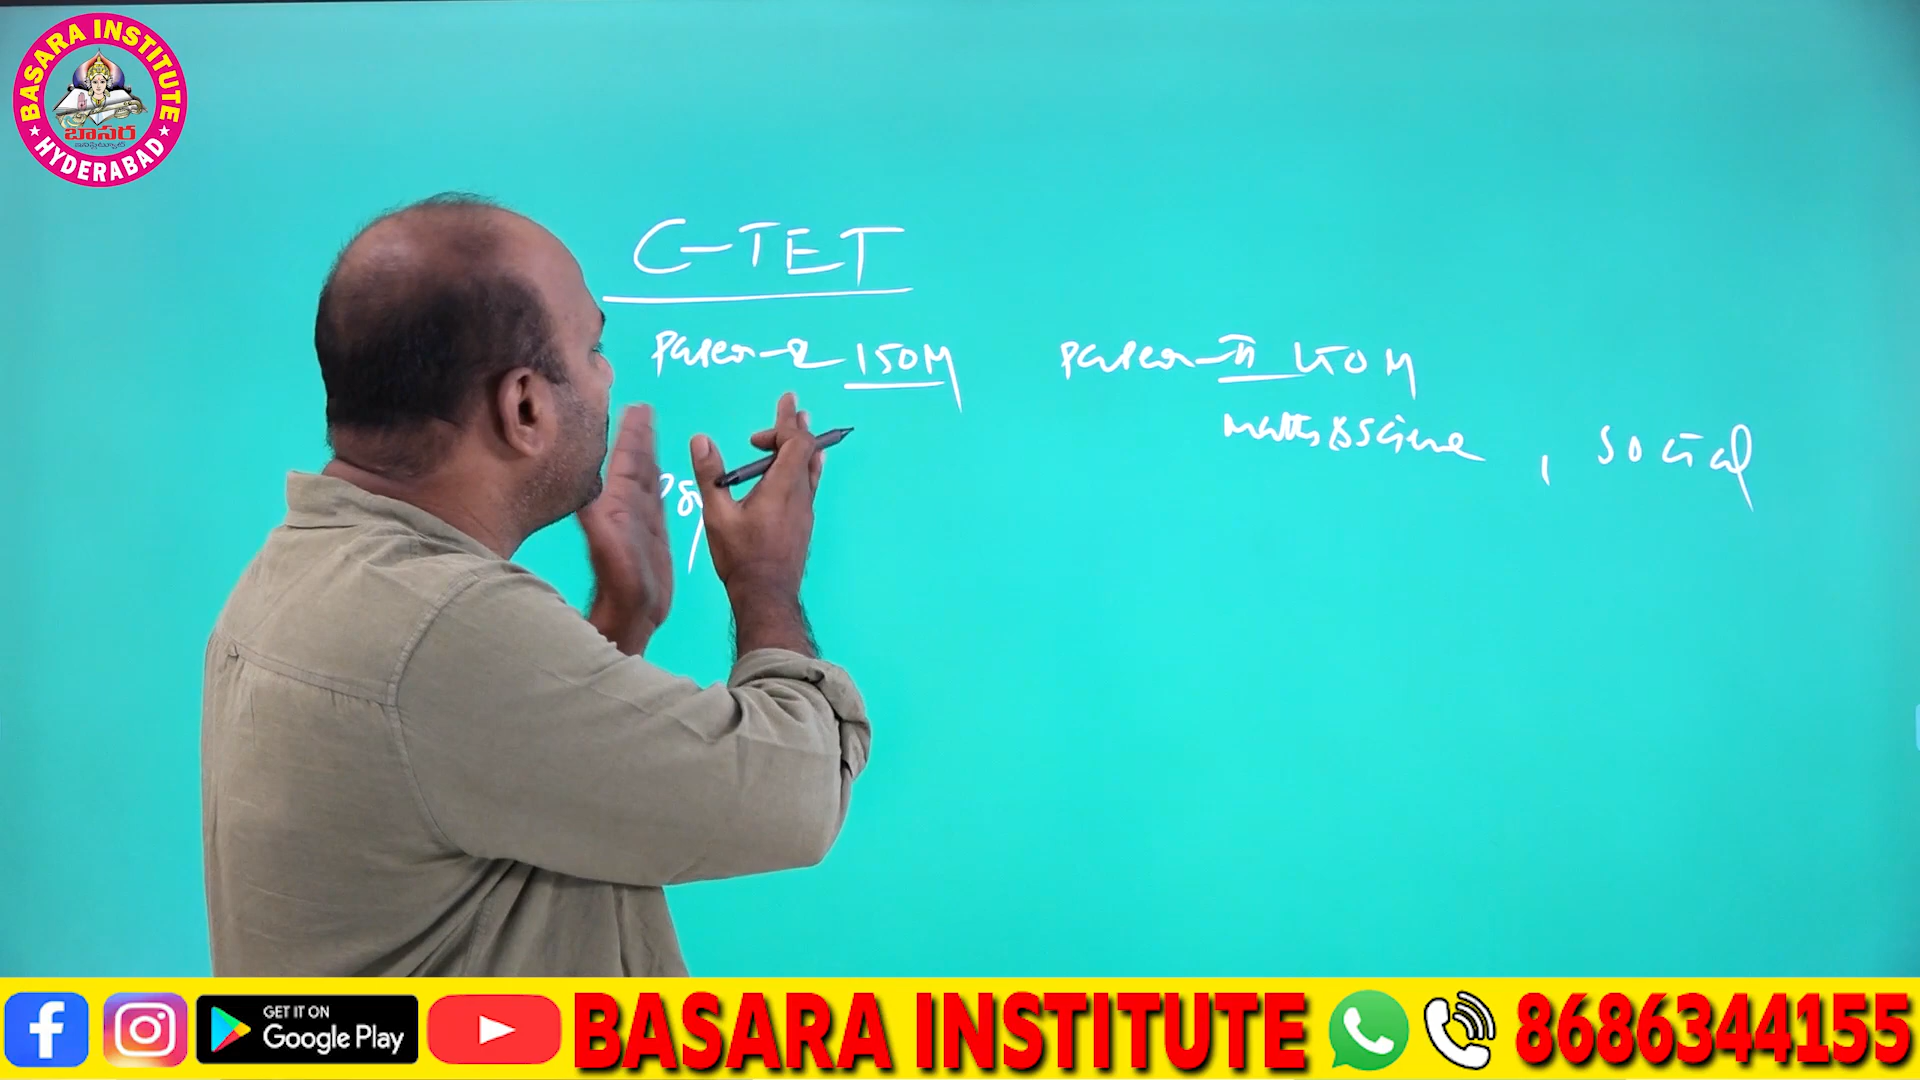 BASARA INSTITUTE
బాసర
HYDERABAD
C-TET
Paper-I 150M
Paper-II 150M
Maths & Science , Social
Psy
GET IT ON
Google Play
BASARA INSTITUTE
8686344155